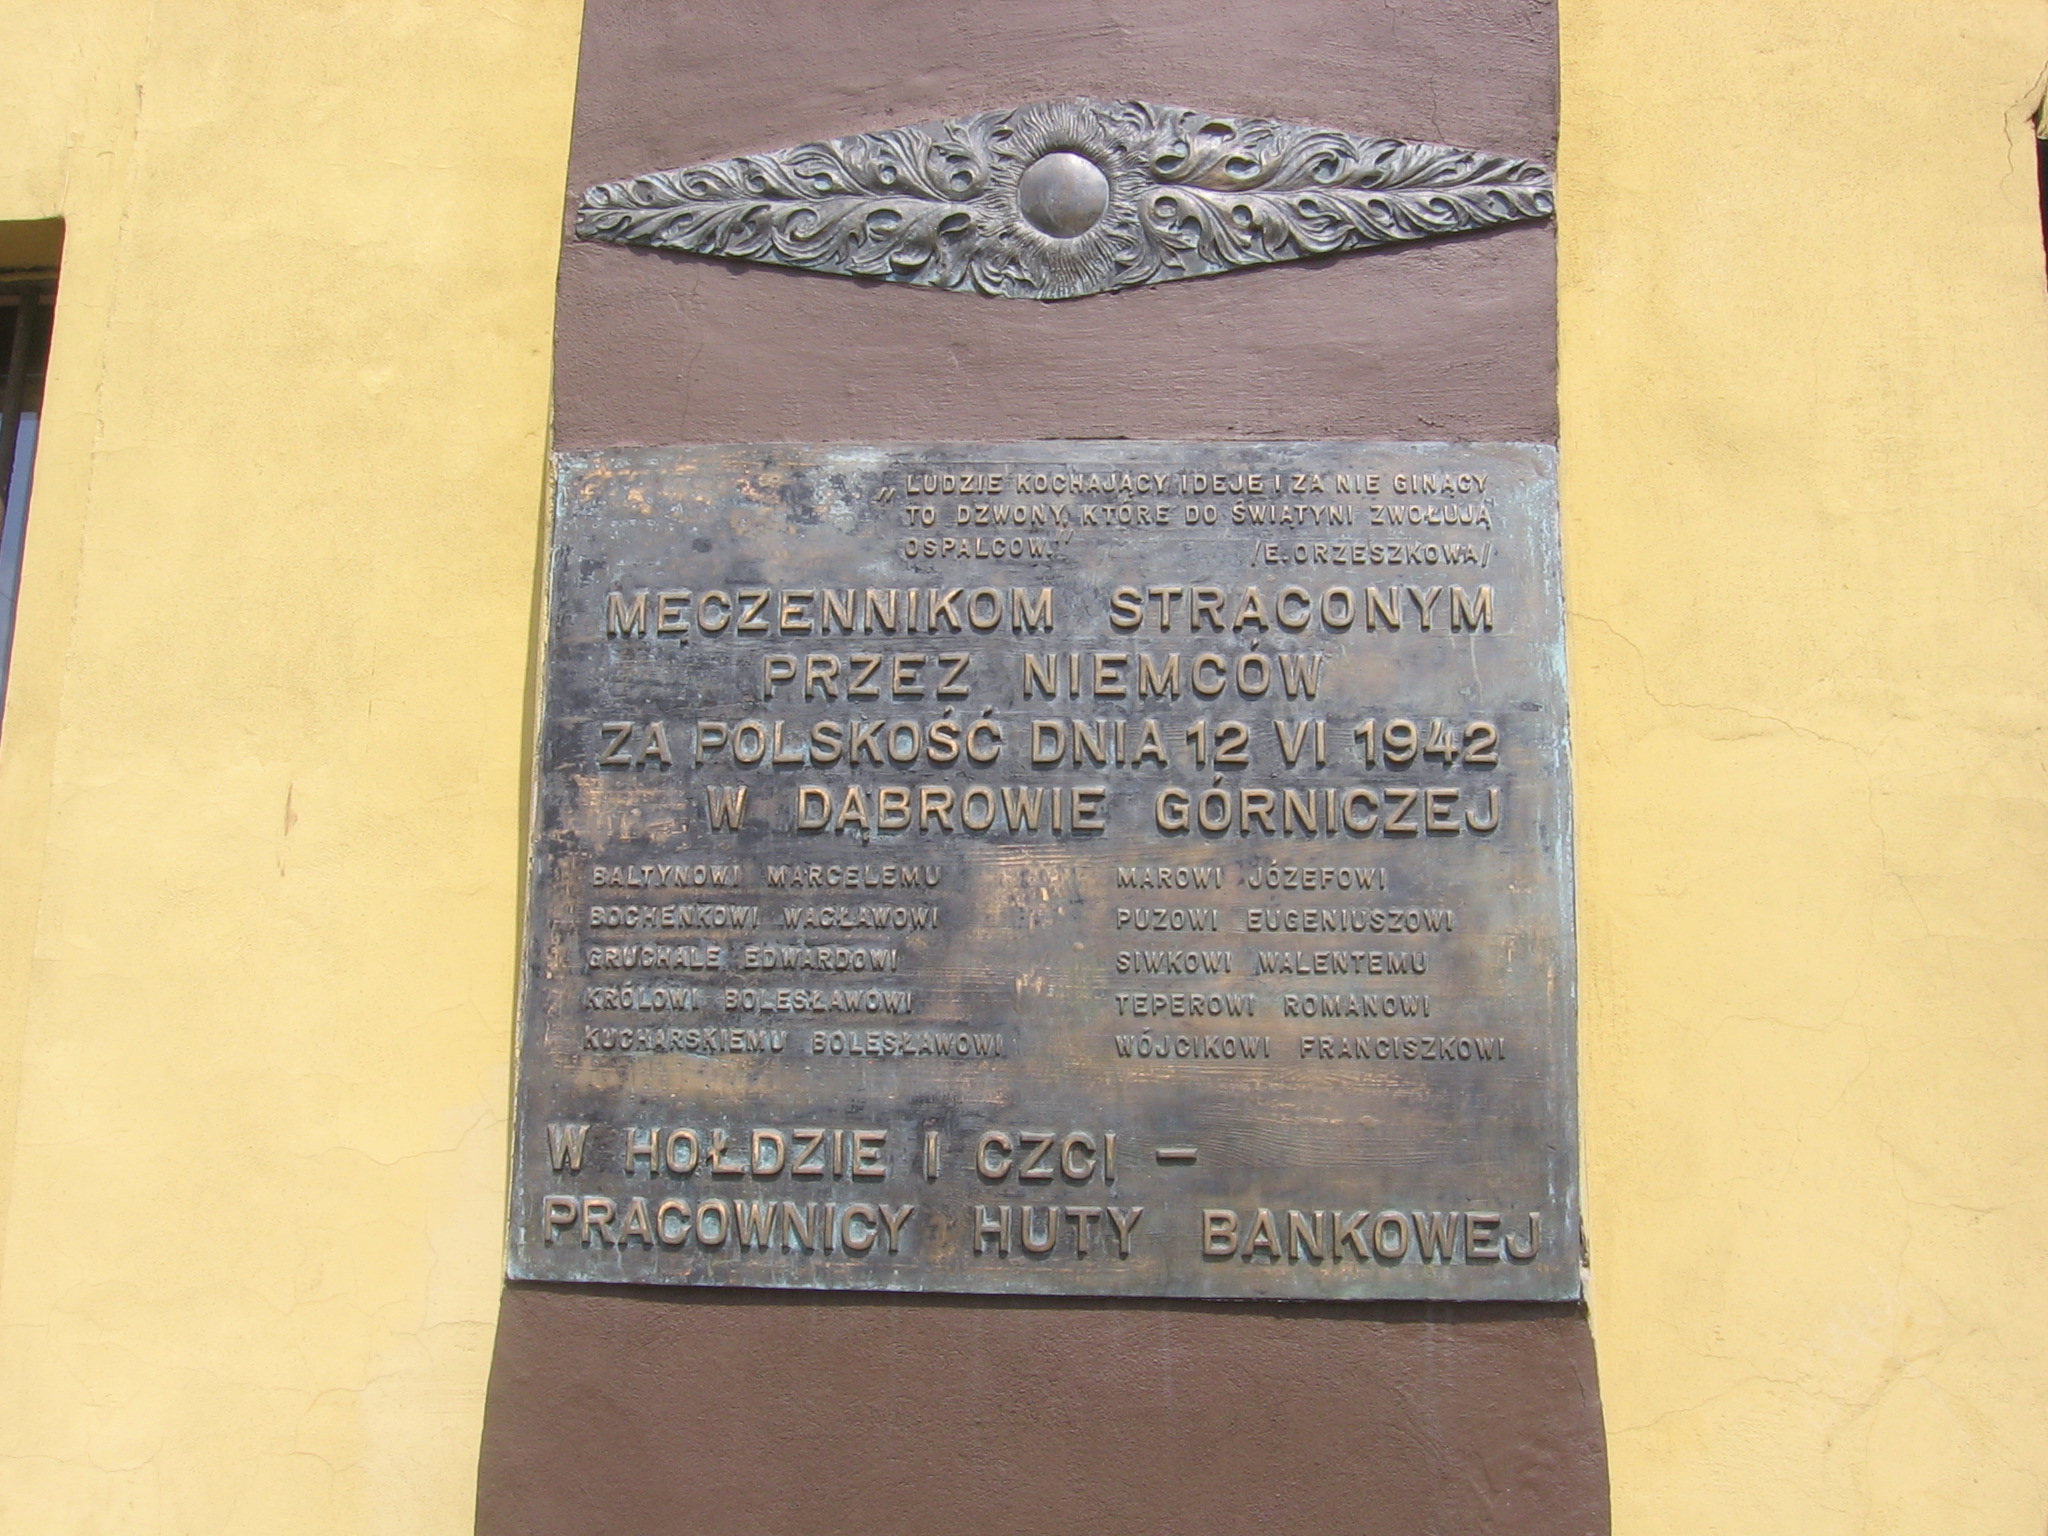 „LUDZIE KOCHAJĄCY IDEJE I ZA NIE GINĄCY
TO DZWONY, KTÓRE DO ŚWIĄTYNI ZWOŁUJĄ
OSPALCOW." /E. ORZESZKOWA/
MĘCZENNIKOM STRACONYM
PRZEZ NIEMCÓW
ZA POLSKOŚĆ DNIA 12 VI 1942
W DĄBROWIE GÓRNICZEJ
BALTYNOWI MARCELEMU
BOCHENKOWI WACŁAWOWI
GRUCHALE EDWARDOWI
KRÓLOWI BOLESŁAWOWI
KUCHARSKIEMU BOLESŁAWOWI
MAROWI JÓZEFOWI
PUZOWI EUGENIUSZOWI
SIWKOWI WALENTEMU
TEPEROWI ROMANOWI
WÓJCIKOWI FRANCISZKOWI
W HOŁDZIE I CZCI –
PRACOWNICY HUTY BANKOWEJ